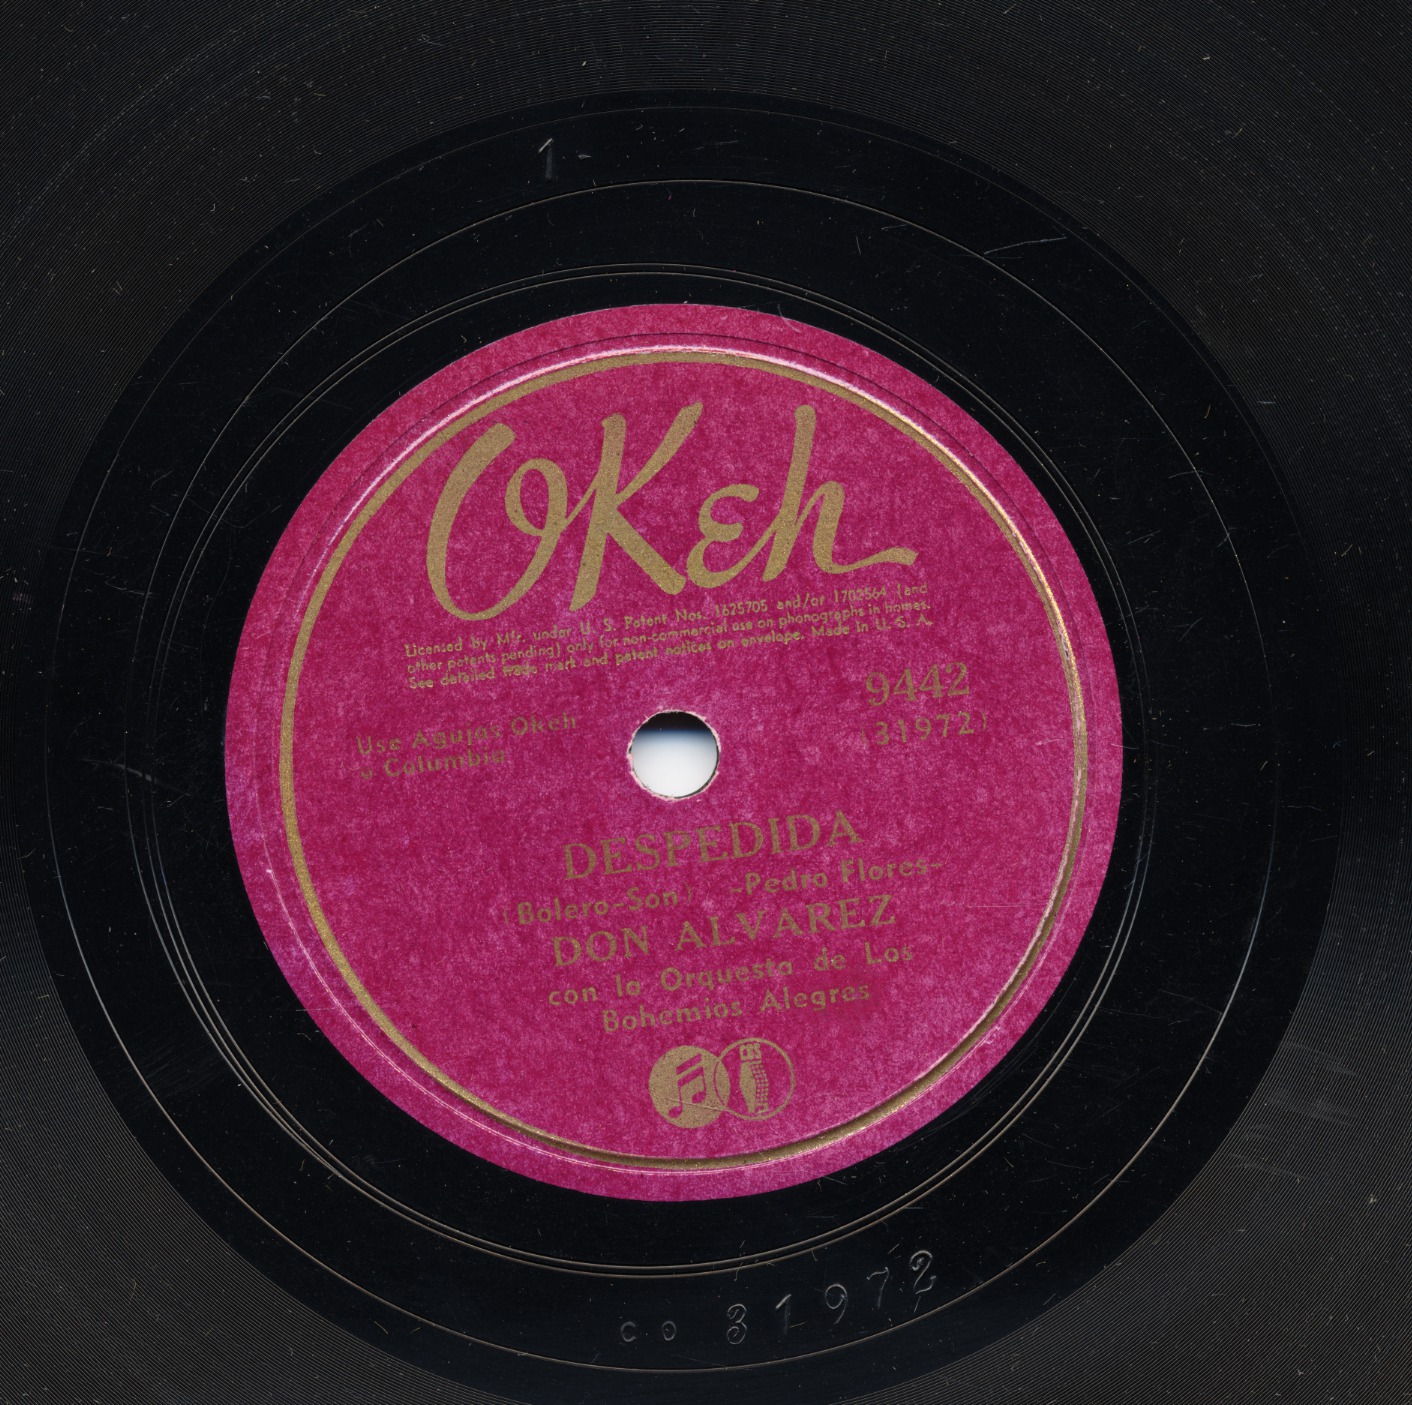 1-
OKeh
Licensed by Mfr. under U. S. Patent Nos. 1625705 and/or 1702564 (and
other patents pending) only for non-commercial use on phonographs in homes.
See detailed trade mark and patent notices on envelope. Made in U. S. A.
9442
(31972)
Use Agujas Okeh
o Columbia
DESPEDIDA
(Bolero-Son) -Pedro Flores-
DON ALVAREZ
con la Orquesta de Los
Bohemios Alegres
CBS
CO 31972